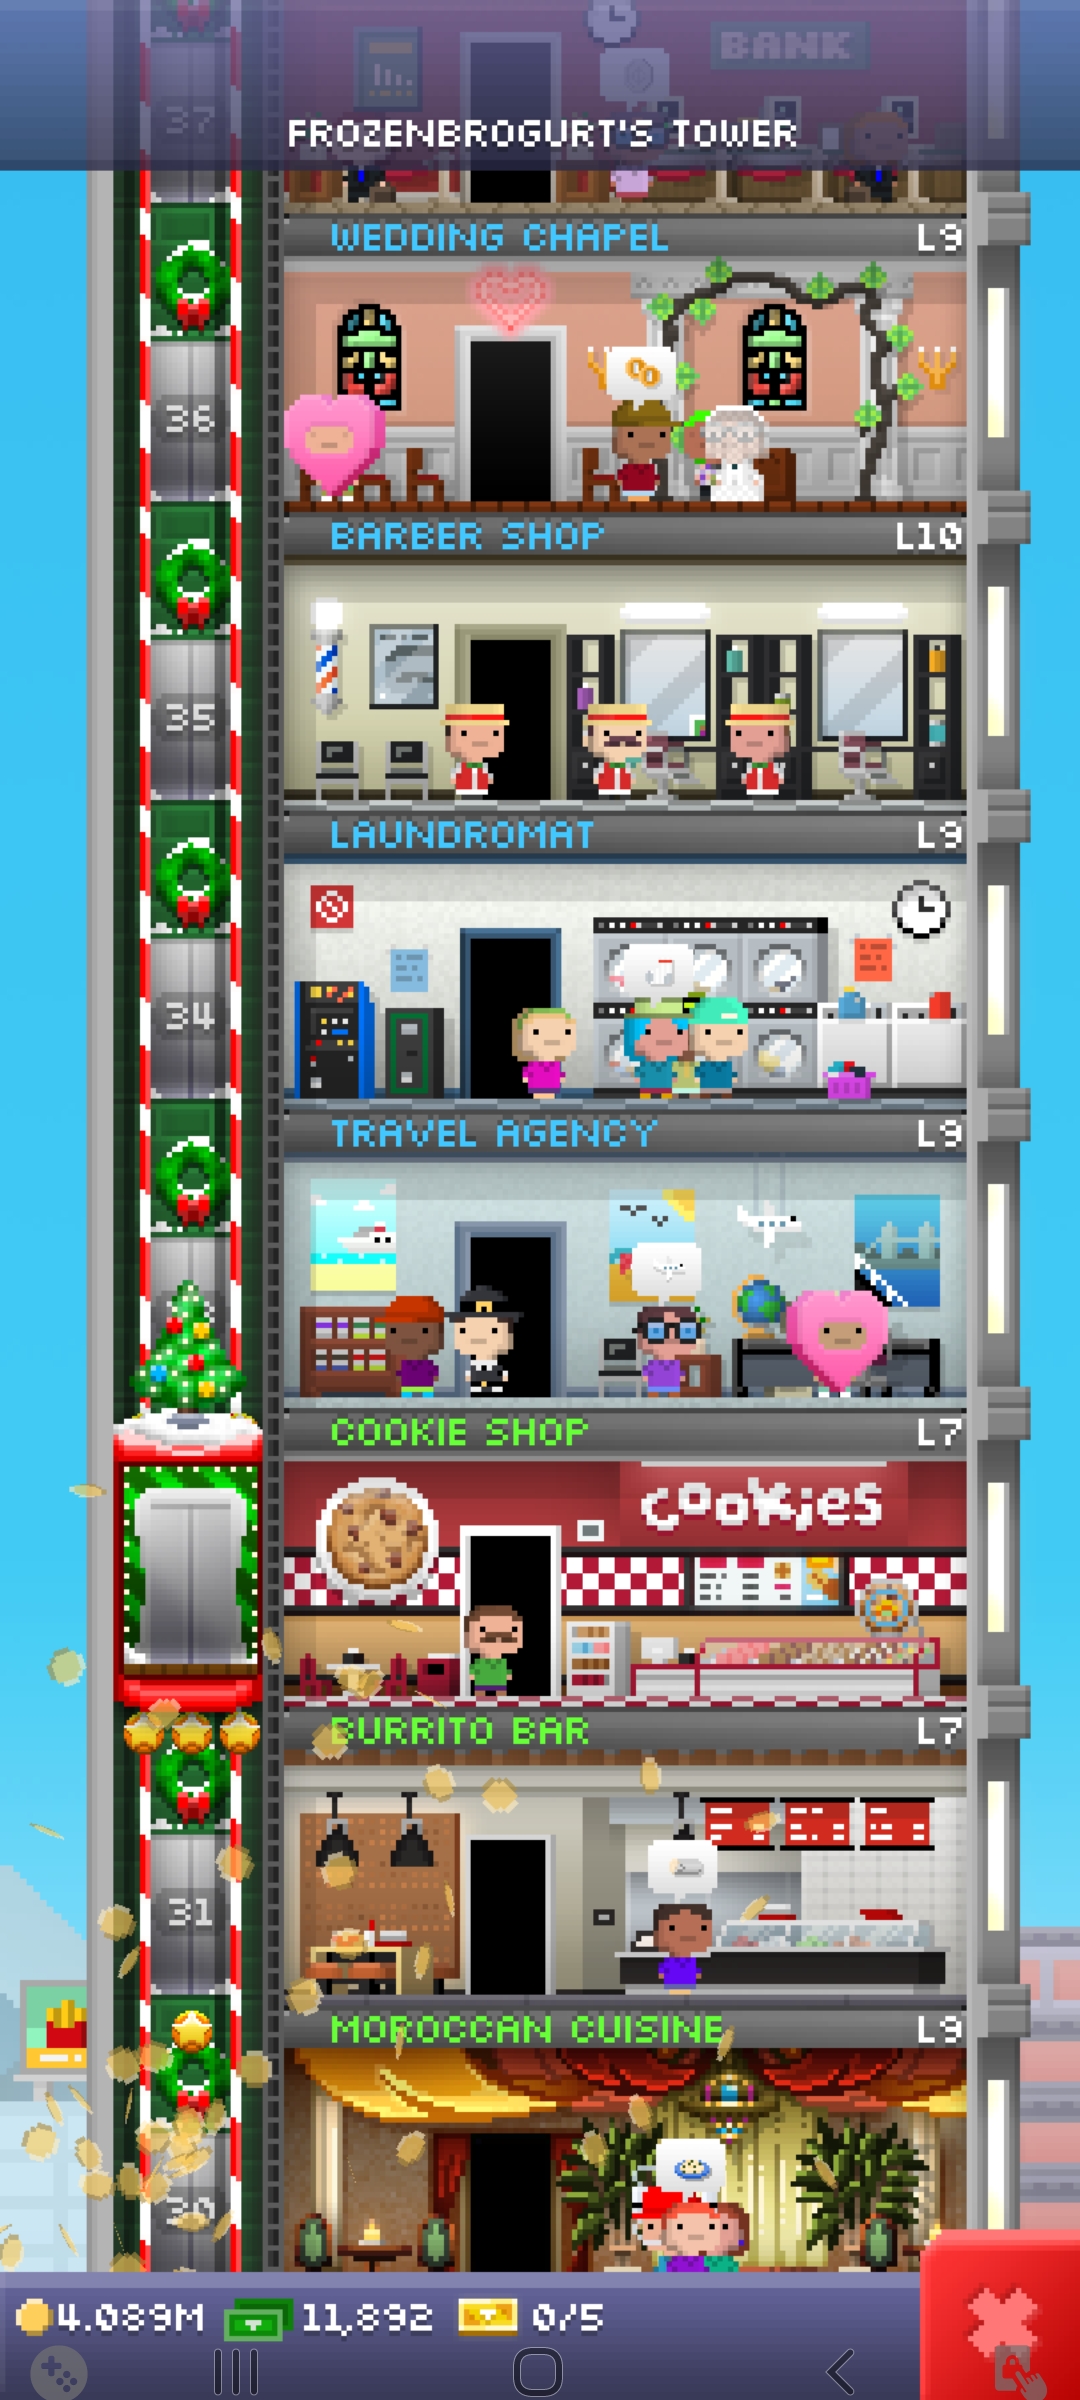 BANK
37
FROZENBROGURT'S TOWER
WEDDING CHAPEL L9
36
BARBER SHOP L10
35
LAUNDROMAT L9
34
TRAVEL AGENCY L9
COOKIE SHOP L7
cookies
BURRITO BAR L7
31
MOROCCAN CUISINE L9
30
4.089M 11,892 0/5